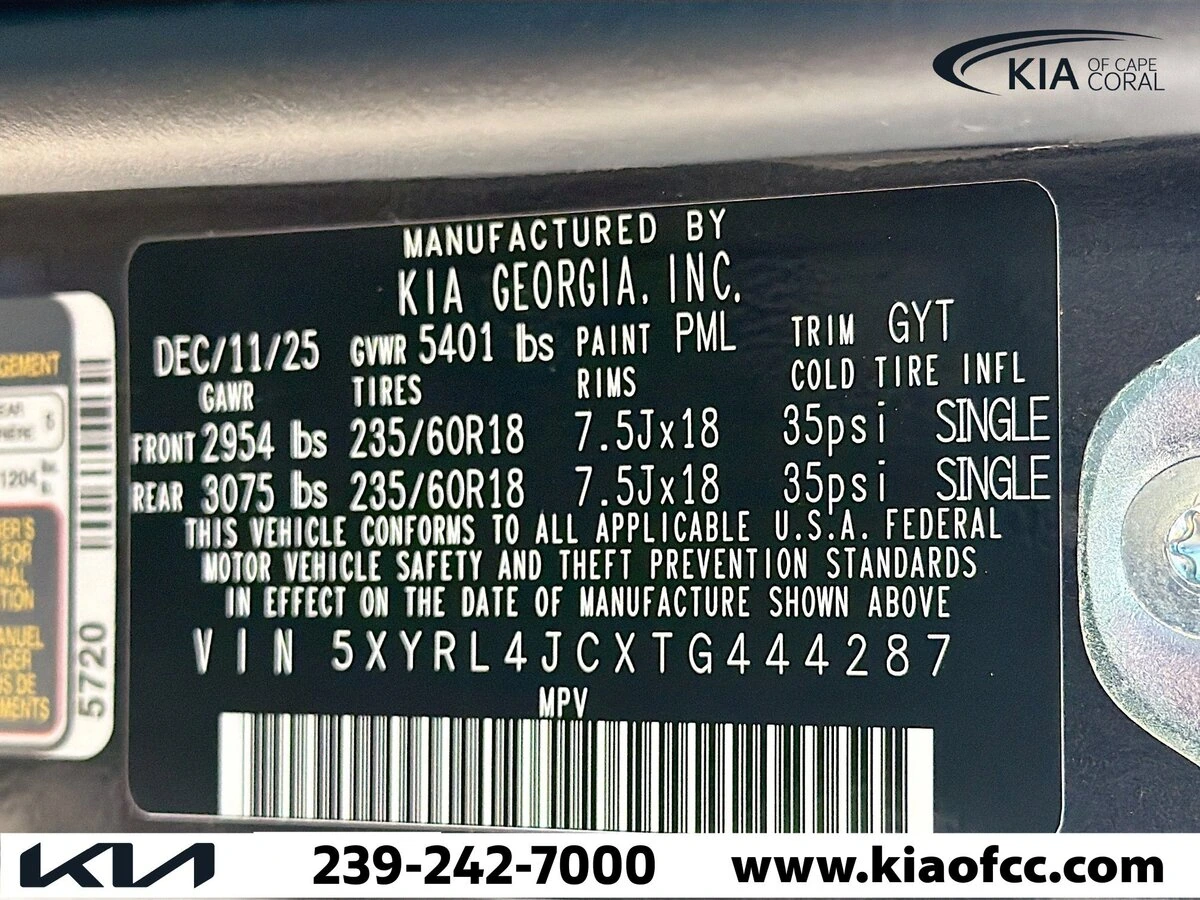 KIA OF CAPE CORAL
MANUFACTURED BY
KIA GEORGIA, INC.
DEC/11/25 GVWR 5401 lbs PAINT PML TRIM GYT
GAWR TIRES RIMS COLD TIRE INFL
FRONT 2954 lbs 235/60R18 7.5Jx18 35psi SINGLE
REAR 3075 lbs 235/60R18 7.5Jx18 35psi SINGLE
THIS VEHICLE CONFORMS TO ALL APPLICABLE U.S.A. FEDERAL
MOTOR VEHICLE SAFETY AND THEFT PREVENTION STANDARDS
IN EFFECT ON THE DATE OF MANUFACTURE SHOWN ABOVE
VIN 5XYRL4JCXTG444287
MPV
5720
1204
KIA 239-242-7000 www.kiaofcc.com